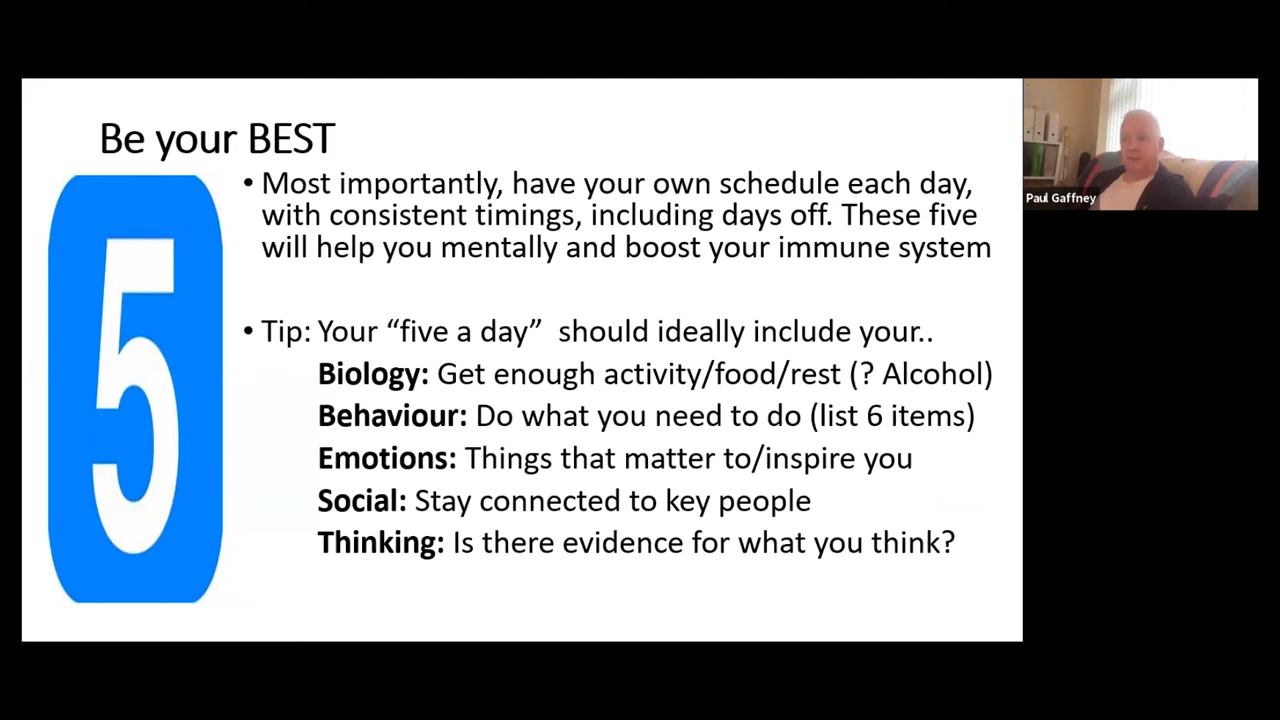 Be your BEST
• Most importantly, have your own schedule each day,
with consistent timings, including days off. These five
will help you mentally and boost your immune system
• Tip: Your “five a day”  should ideally include your..
Biology: Get enough activity/food/rest (? Alcohol)
Behaviour: Do what you need to do (list 6 items)
Emotions: Things that matter to/inspire you
Social: Stay connected to key people
Thinking: Is there evidence for what you think?
5
Paul Gaffney